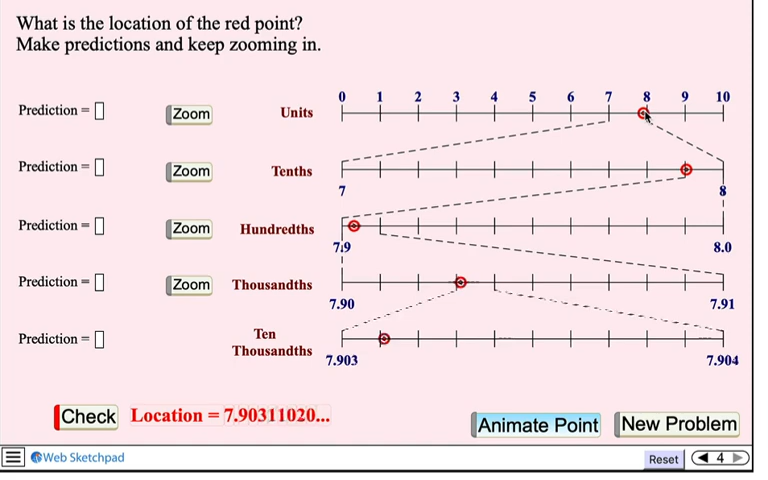 What is the location of the red point?
Make predictions and keep zooming in.
0 1 2 3 4 5 6 7 8 9 10
Prediction = Zoom Units
Prediction = Zoom Tenths
7 8
Prediction = Zoom Hundredths
7.9 8.0
Prediction = Zoom Thousandths
7.90 7.91
Prediction = Ten
Thousandths
7.903 7.904
Check Location = 7.90311020... Animate Point New Problem
Web Sketchpad Reset 4